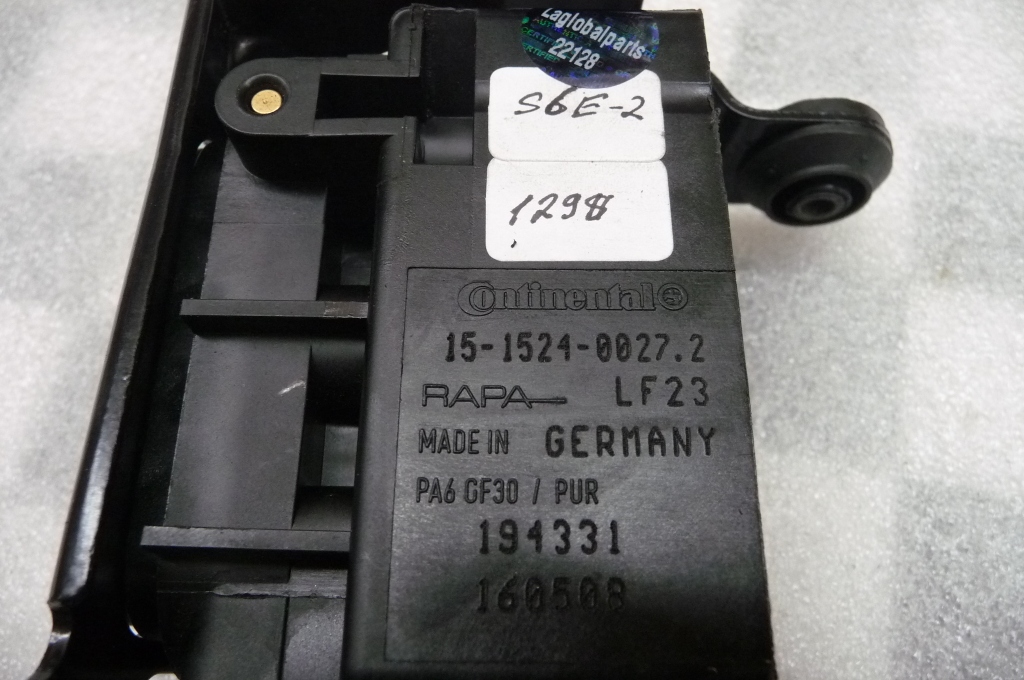 Laglobalparts
22128
S6E-2
1298
Continental
15-1524-0027.2
RAPA LF23
MADE IN GERMANY
PA6 GF30 / PUR
194331
160508